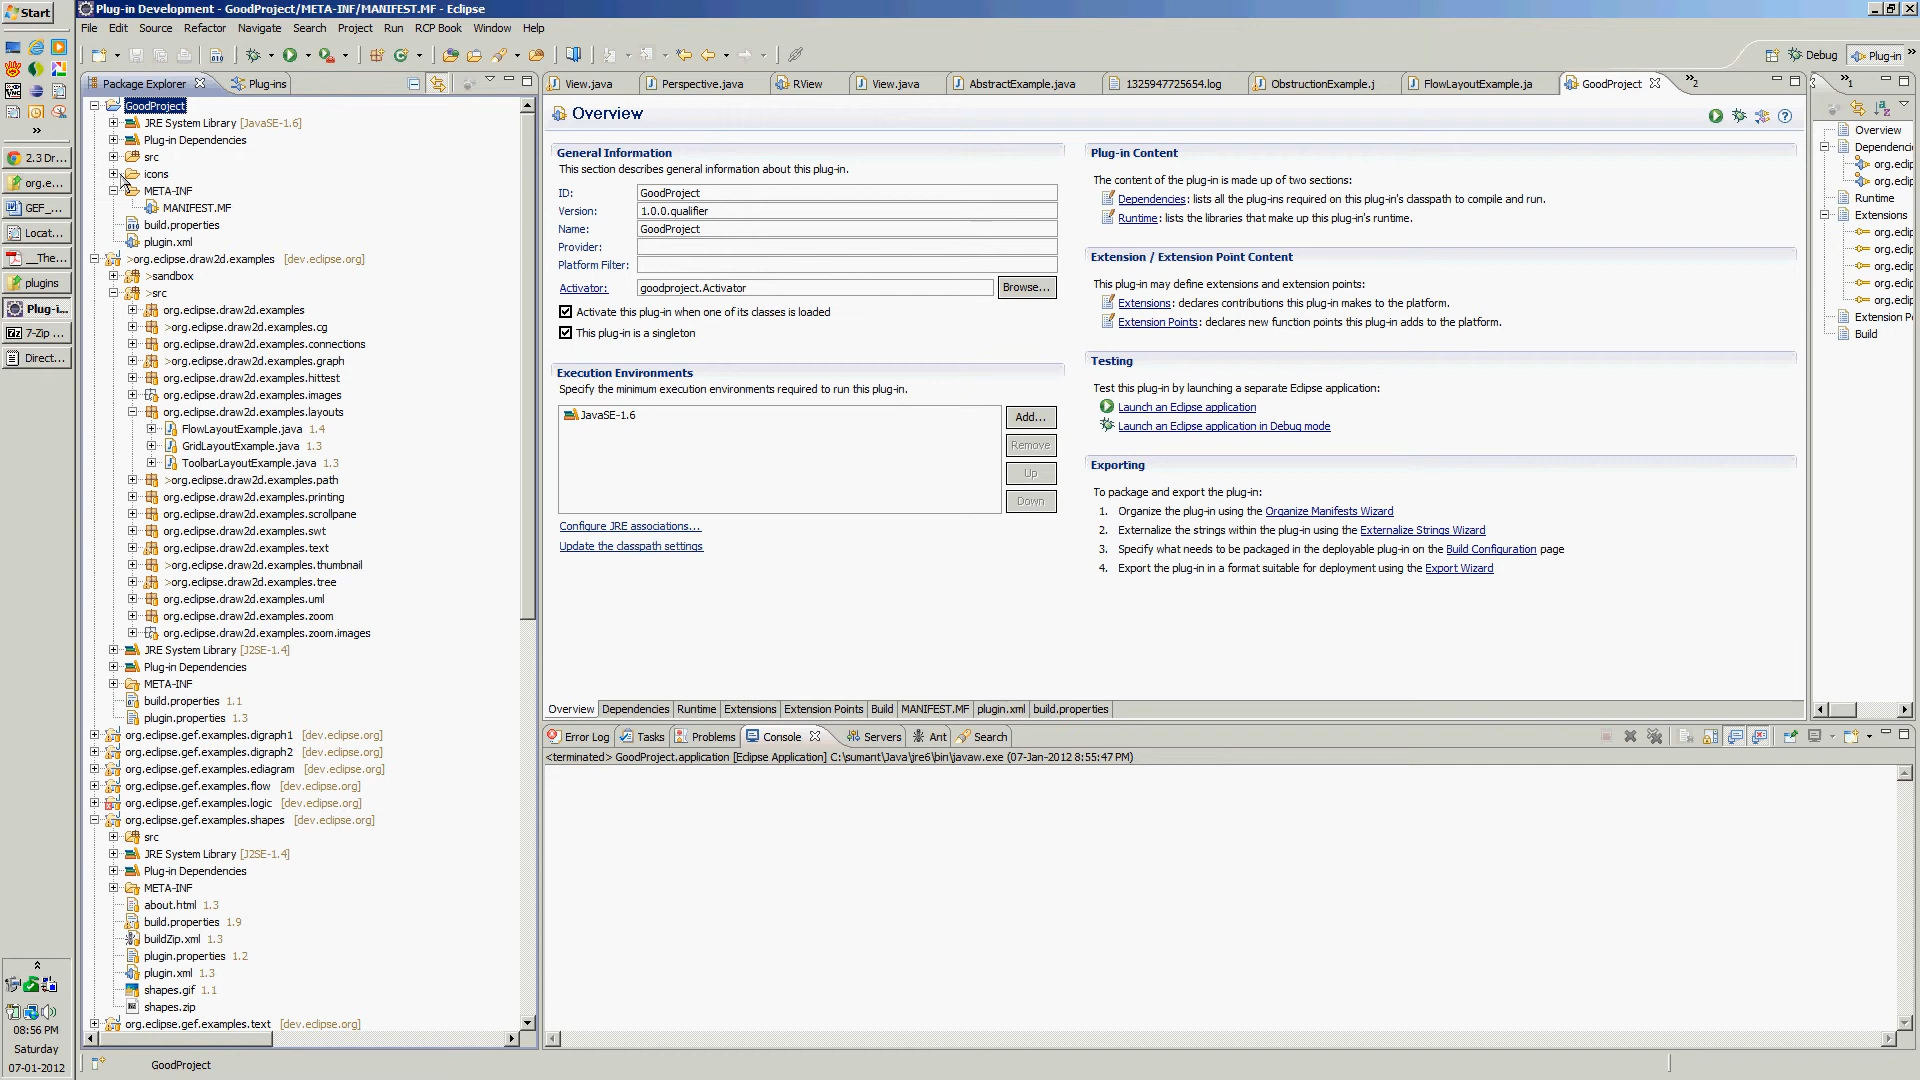 Start
Plug-in Development - GoodProject/META-INF/MANIFEST.MF - Eclipse
File Edit Source Refactor Navigate Search Project Run RCP Book Window Help
Debug Plug-in
Package Explorer Plug-ins
View.java Perspective.java RView View.java AbstractExample.java 1325947725654.log ObstructionExample.j FlowLayoutExample.ja GoodProject »2 »1
GoodProject
JRE System Library [JavaSE-1.6]
Plug-in Dependencies
src
icons
META-INF
MANIFEST.MF
build.properties
plugin.xml
>org.eclipse.draw2d.examples [dev.eclipse.org]
>sandbox
>src
org.eclipse.draw2d.examples
>org.eclipse.draw2d.examples.cg
org.eclipse.draw2d.examples.connections
>org.eclipse.draw2d.examples.graph
org.eclipse.draw2d.examples.hittest
org.eclipse.draw2d.examples.images
org.eclipse.draw2d.examples.layouts
FlowLayoutExample.java 1.4
GridLayoutExample.java 1.3
ToolbarLayoutExample.java 1.3
>org.eclipse.draw2d.examples.path
org.eclipse.draw2d.examples.printing
org.eclipse.draw2d.examples.scrollpane
org.eclipse.draw2d.examples.swt
org.eclipse.draw2d.examples.text
>org.eclipse.draw2d.examples.thumbnail
>org.eclipse.draw2d.examples.tree
org.eclipse.draw2d.examples.uml
org.eclipse.draw2d.examples.zoom
org.eclipse.draw2d.examples.zoom.images
JRE System Library [J2SE-1.4]
Plug-in Dependencies
META-INF
build.properties 1.1
plugin.properties 1.3
org.eclipse.gef.examples.digraph1 [dev.eclipse.org]
org.eclipse.gef.examples.digraph2 [dev.eclipse.org]
org.eclipse.gef.examples.ediagram [dev.eclipse.org]
org.eclipse.gef.examples.flow [dev.eclipse.org]
org.eclipse.gef.examples.logic [dev.eclipse.org]
org.eclipse.gef.examples.shapes [dev.eclipse.org]
src
JRE System Library [J2SE-1.4]
Plug-in Dependencies
META-INF
about.html 1.3
build.properties 1.9
buildZip.xml 1.3
plugin.properties 1.2
plugin.xml 1.3
shapes.gif 1.1
shapes.zip
org.eclipse.gef.examples.text [dev.eclipse.org]
2.3 Dr...
org.e...
GEF_...
Locat...
__The...
plugins
Plug-i...
7-Zip ...
Direct...
08:56 PM
Saturday
07-01-2012
GoodProject
Overview
General Information
This section describes general information about this plug-in.
ID: GoodProject
Version: 1.0.0.qualifier
Name: GoodProject
Provider:
Platform Filter:
Activator: goodproject.Activator Browse...
Activate this plug-in when one of its classes is loaded
This plug-in is a singleton
Execution Environments
Specify the minimum execution environments required to run this plug-in.
JavaSE-1.6
Add...
Remove
Up
Down
Configure JRE associations...
Update the classpath settings
Plug-in Content
The content of the plug-in is made up of two sections:
Dependencies: lists all the plug-ins required on this plug-in's classpath to compile and run.
Runtime: lists the libraries that make up this plug-in's runtime.
Extension / Extension Point Content
This plug-in may define extensions and extension points:
Extensions: declares contributions this plug-in makes to the platform.
Extension Points: declares new function points this plug-in adds to the platform.
Testing
Test this plug-in by launching a separate Eclipse application:
Launch an Eclipse application
Launch an Eclipse application in Debug mode
Exporting
To package and export the plug-in:
1. Organize the plug-in using the Organize Manifests Wizard
2. Externalize the strings within the plug-in using the Externalize Strings Wizard
3. Specify what needs to be packaged in the deployable plug-in on the Build Configuration page
4. Export the plug-in in a format suitable for deployment using the Export Wizard
Overview Dependencies Runtime Extensions Extension Points Build MANIFEST.MF plugin.xml build.properties
Overview
Dependenci
org.eclip
org.eclip
Runtime
Extensions
org.eclip
org.eclip
org.eclip
org.eclip
org.eclip
Extension P
Build
Error Log Tasks Problems Console Servers Ant Search
<terminated> GoodProject.application [Eclipse Application] C:\sumant\Java\jre6\bin\javaw.exe (07-Jan-2012 8:55:47 PM)